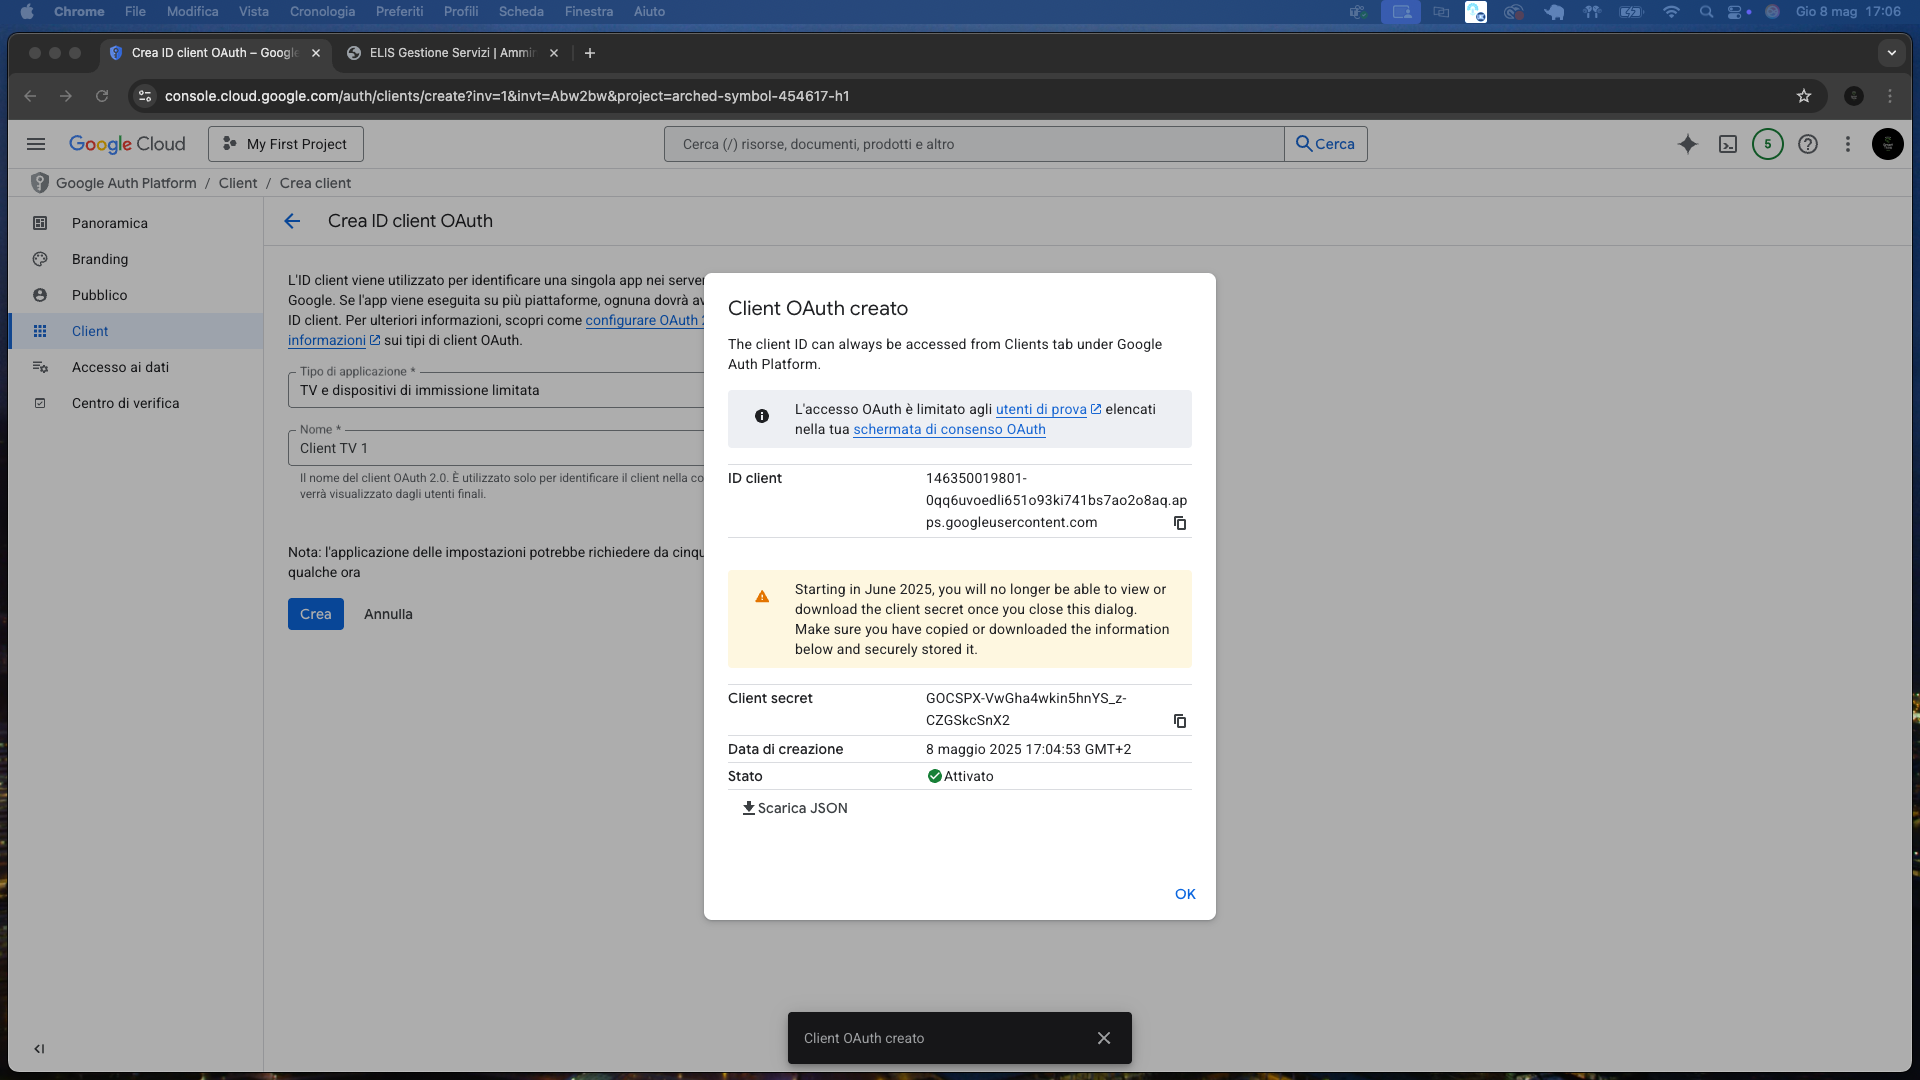 Chrome File Modifica Vista Cronologia Preferiti Profili Scheda Finestra Aiuto Gio 8 mag 17:06
Crea ID client OAuth – Google ELIS Gestione Servizi | Ammin
console.cloud.google.com/auth/clients/create?inv=1&invt=Abw2bw&project=arched-symbol-454617-h1
Google Cloud My First Project Cerca (/) risorse, documenti, prodotti e altro Cerca 5
Google Auth Platform / Client / Crea client
Panoramica
Branding
Pubblico
Client
Accesso ai dati
Centro di verifica
Crea ID client OAuth
L'ID client viene utilizzato per identificare una singola app nei server
Google. Se l'app viene eseguita su più piattaforme, ognuna dovrà av
ID client. Per ulteriori informazioni, scopri come configurare OAuth 2
informazioni sui tipi di client OAuth.
Tipo di applicazione *
TV e dispositivi di immissione limitata
Nome *
Client TV 1
Il nome del client OAuth 2.0. È utilizzato solo per identificare il client nella co
verrà visualizzato dagli utenti finali.
Nota: l'applicazione delle impostazioni potrebbe richiedere da cinqu
qualche ora
Crea Annulla
Client OAuth creato
The client ID can always be accessed from Clients tab under Google
Auth Platform.
L'accesso OAuth è limitato agli utenti di prova elencati
nella tua schermata di consenso OAuth
ID client 146350019801-
0qq6uvoedli651o93ki741bs7ao2o8aq.ap
ps.googleusercontent.com
Starting in June 2025, you will no longer be able to view or
download the client secret once you close this dialog.
Make sure you have copied or downloaded the information
below and securely stored it.
Client secret GOCSPX-VwGha4wkin5hnYS_z-
CZGSkcSnX2
Data di creazione 8 maggio 2025 17:04:53 GMT+2
Stato Attivato
Scarica JSON
OK
Client OAuth creato